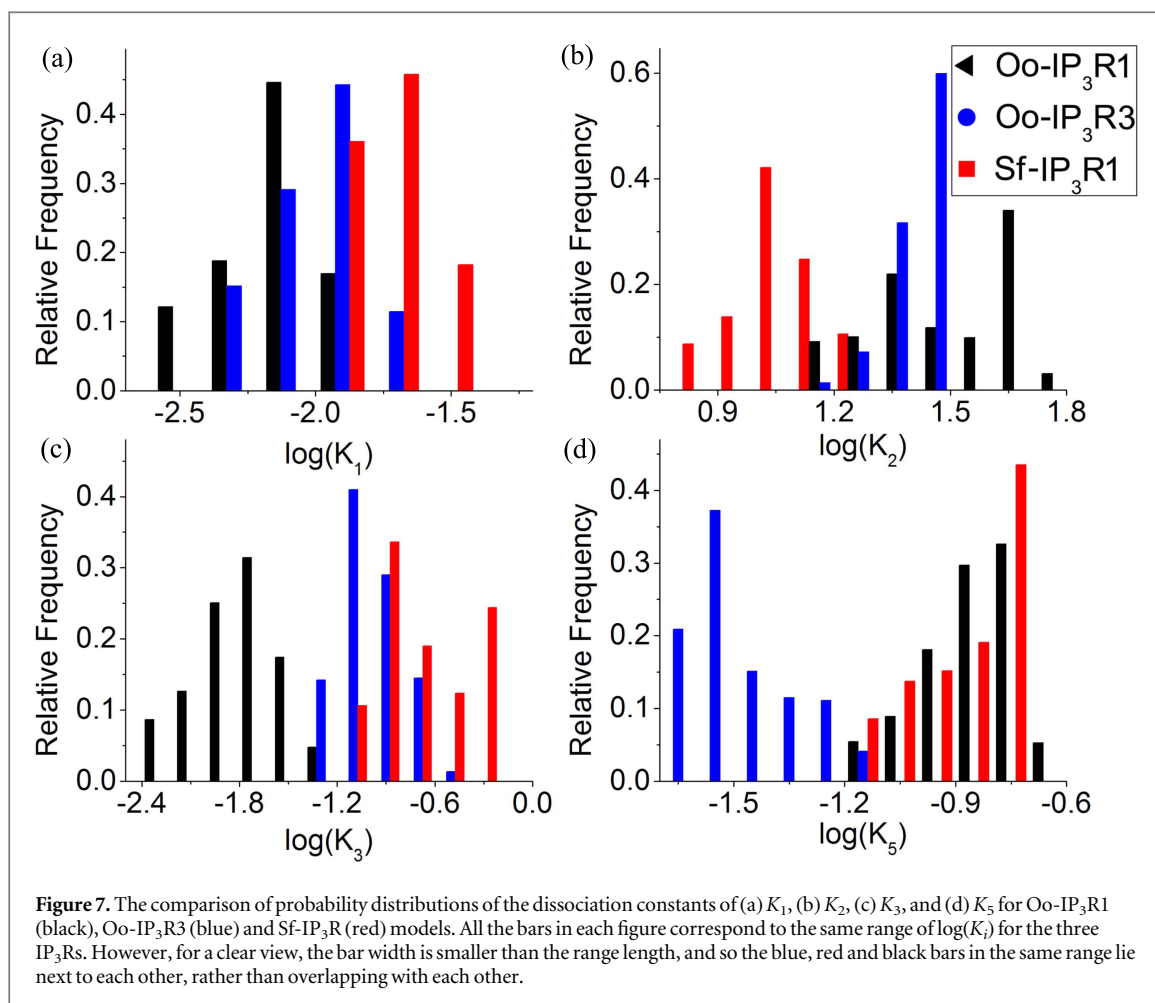 (a)
Relative Frequency
0.4
0.3
0.2
0.1
0.0
-2.5 -2.0 -1.5
log(K₁)
(b)
Relative Frequency
0.6
0.4
0.2
0.0
0.9 1.2 1.5 1.8
log(K₂)
Oo-IP₃R1
Oo-IP₃R3
Sf-IP₃R1
(c)
Relative Frequency
0.4
0.3
0.2
0.1
0.0
-2.4 -1.8 -1.2 -0.6 0.0
log(K₃)
(d)
Relative Frequency
0.4
0.3
0.2
0.1
0.0
-1.5 -1.2 -0.9 -0.6
log(K₅)
Figure 7. The comparison of probability distributions of the dissociation constants of (a) K₁, (b) K₂, (c) K₃, and (d) K₅ for Oo-IP₃R1
(black), Oo-IP₃R3 (blue) and Sf-IP₃R (red) models. All the bars in each figure correspond to the same range of log(Kᵢ) for the three
IP₃Rs. However, for a clear view, the bar width is smaller than the range length, and so the blue, red and black bars in the same range lie
next to each other, rather than overlapping with each other.